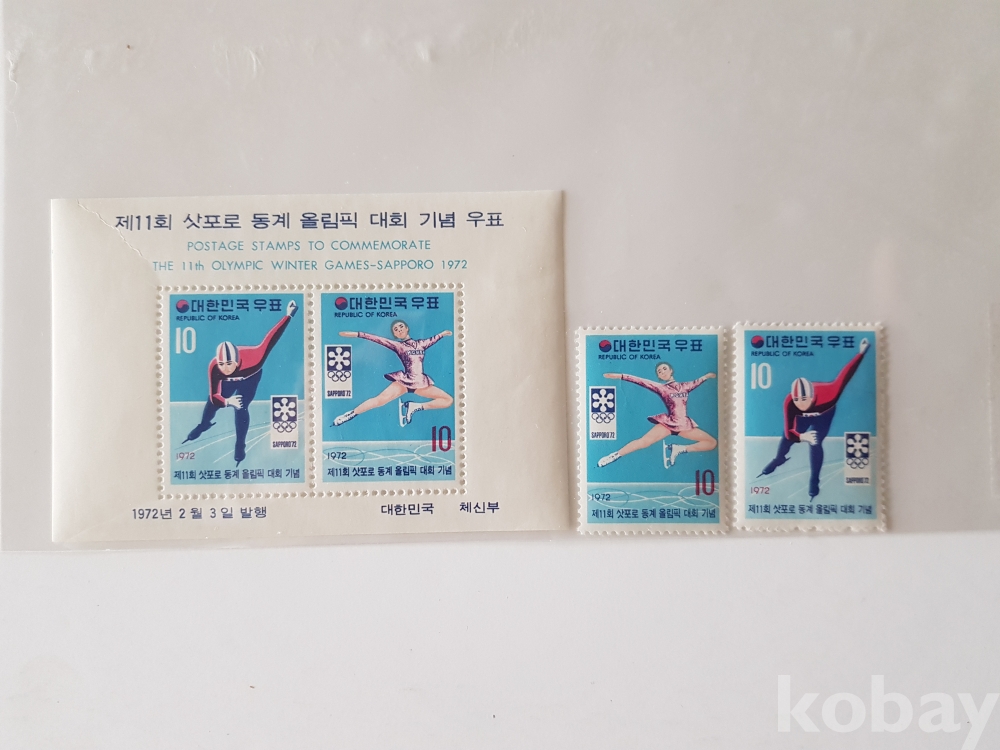 제11회 삿포로 동계 올림픽 대회 기념 우표
POSTAGE STAMPS TO COMMEMORATE
THE 11th OLYMPIC WINTER GAMES-SAPPORO 1972
대한민국우표
REPUBLIC OF KOREA
10
SAPPORO'72
1972
제11회 삿포로 동계 올림픽 대회 기념
대한민국우표
REPUBLIC OF KOREA
SAPPORO'72
10
1972
제11회 삿포로 동계 올림픽 대회 기념
1972년 2월 3일 발행
대한민국 체신부
대한민국우표
REPUBLIC OF KOREA
SAPPORO'72
10
1972
제11회 삿포로 동계 올림픽 대회 기념
대한민국우표
REPUBLIC OF KOREA
10
SAPPORO'72
1972
제11회 삿포로 동계 올림픽 대회 기념
kobay